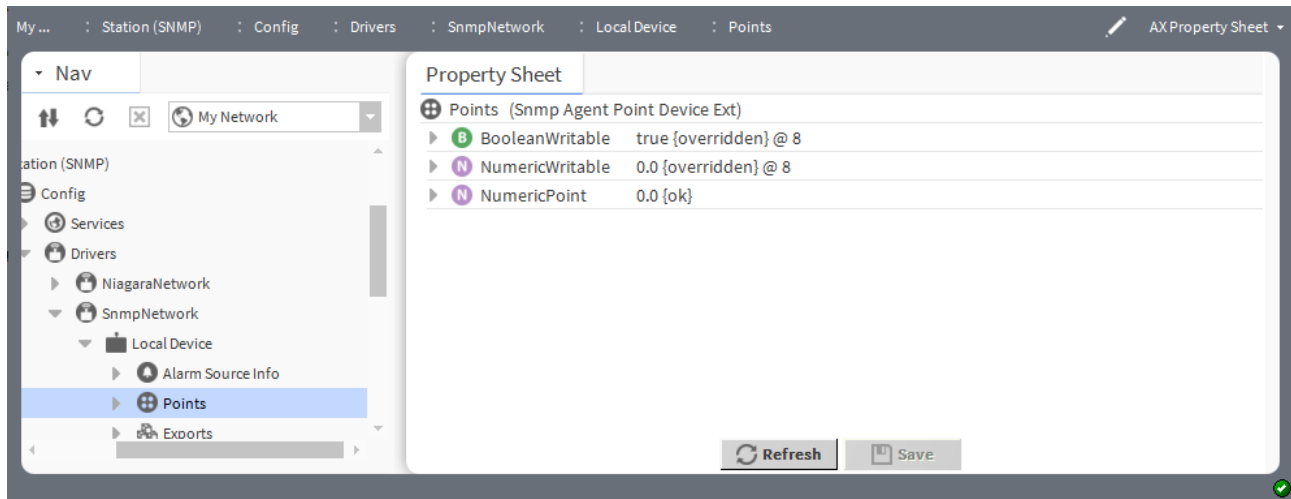 My ... : Station (SNMP) : Config : Drivers : SnmpNetwork : Local Device : Points AX Property Sheet
Nav
My Network
tation (SNMP)
Config
Services
Drivers
NiagaraNetwork
SnmpNetwork
Local Device
Alarm Source Info
Points
Exports
Property Sheet
Points (Snmp Agent Point Device Ext)
B BooleanWritable true {overridden} @ 8
N NumericWritable 0.0 {overridden} @ 8
N NumericPoint 0.0 {ok}
Refresh Save